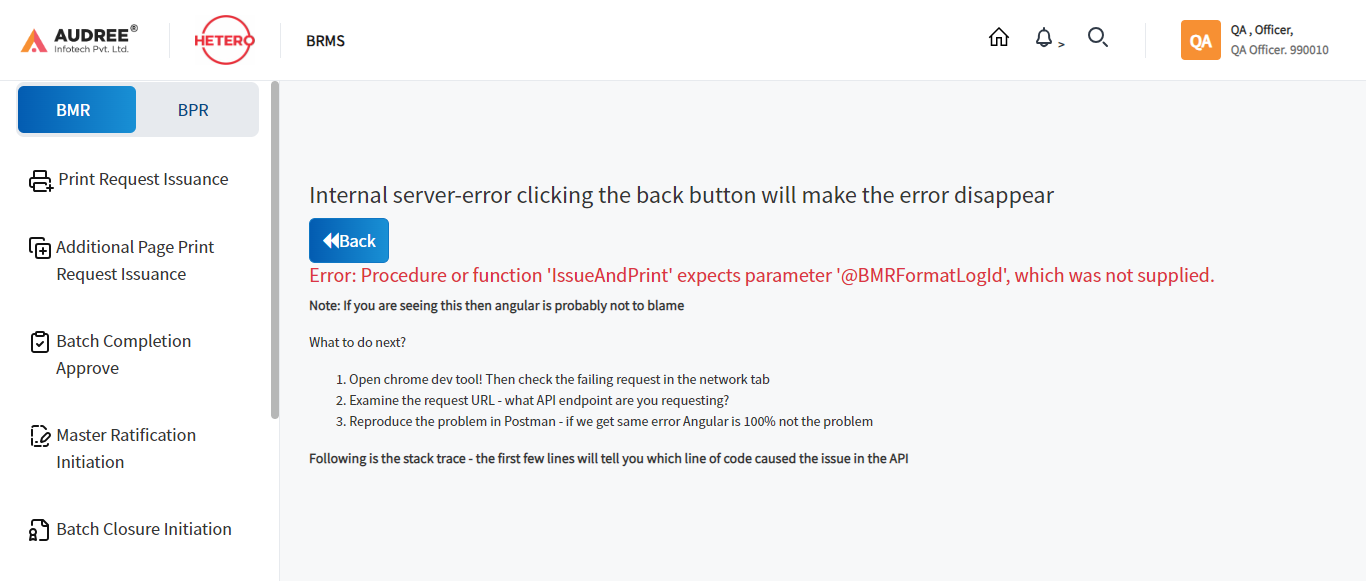 AUDREE®
Infotech Pvt. Ltd.
HETERO
BRMS
>
QA
QA , Officer,
QA Officer. 990010
BMR
BPR
Print Request Issuance
Additional Page Print
Request Issuance
Batch Completion
Approve
Master Ratification
Initiation
Batch Closure Initiation
Internal server-error clicking the back button will make the error disappear
Back
Error: Procedure or function 'IssueAndPrint' expects parameter '@BMRFormatLogId', which was not supplied.
Note: If you are seeing this then angular is probably not to blame
What to do next?
1. Open chrome dev tool! Then check the failing request in the network tab
2. Examine the request URL - what API endpoint are you requesting?
3. Reproduce the problem in Postman - if we get same error Angular is 100% not the problem
Following is the stack trace - the first few lines will tell you which line of code caused the issue in the API